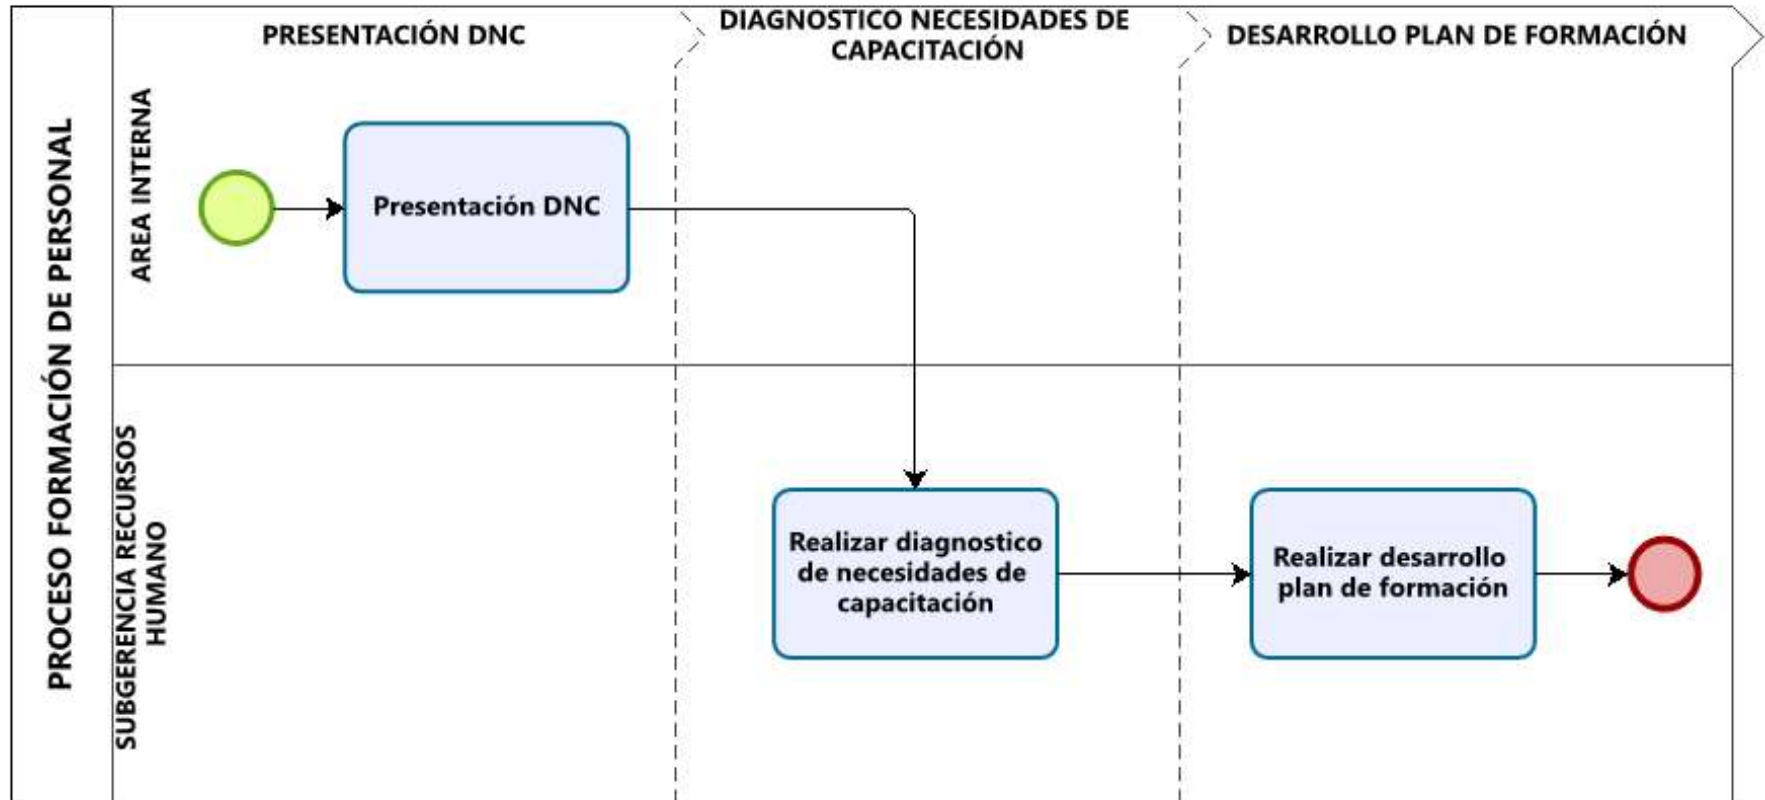 PROCESO FORMACIÓN DE PERSONAL
PRESENTACIÓN DNC
DIAGNOSTICO NECESIDADES DE
CAPACITACIÓN
DESARROLLO PLAN DE FORMACIÓN
AREA INTERNA
Presentación DNC
SUBGERENCIA RECURSOS
HUMANO
Realizar diagnostico
de necesidades de
capacitación
Realizar desarrollo
plan de formación